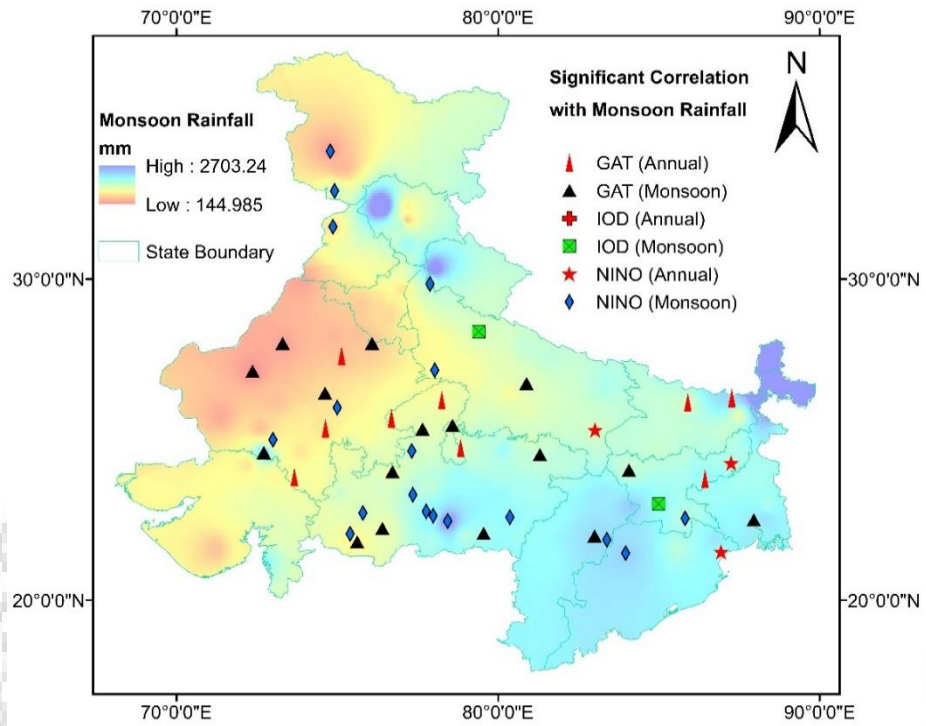 70°0'0"E 80°0'0"E 90°0'0"E
N
Significant Correlation
with Monsoon Rainfall
GAT (Annual)
GAT (Monsoon)
IOD (Annual)
IOD (Monsoon)
NINO (Annual)
NINO (Monsoon)
Monsoon Rainfall
mm
High : 2703.24
Low : 144.985
State Boundary
30°0'0"N 30°0'0"N
20°0'0"N 20°0'0"N
70°0'0"E 80°0'0"E 90°0'0"E